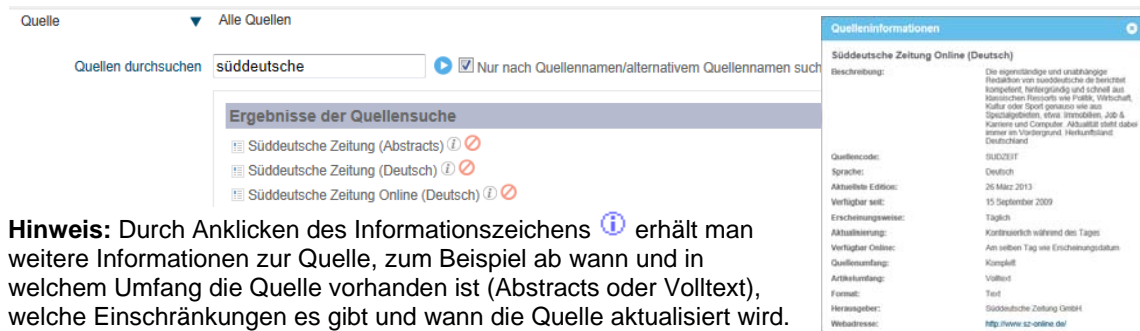 Quelle ▼ Alle Quellen
Quellen durchsuchen süddeutsche Nur nach Quellennamen/alternativem Quellennamen such
Ergebnisse der Quellensuche
Süddeutsche Zeitung (Abstracts)
Süddeutsche Zeitung (Deutsch)
Süddeutsche Zeitung Online (Deutsch)
Hinweis: Durch Anklicken des Informationszeichens erhält man
weitere Informationen zur Quelle, zum Beispiel ab wann und in
welchem Umfang die Quelle vorhanden ist (Abstracts oder Volltext),
welche Einschränkungen es gibt und wann die Quelle aktualisiert wird.
Quelleninformationen
Süddeutsche Zeitung Online (Deutsch)
Beschreibung: Die eigenständige und unabhängige
Redaktion von sueddeutsche.de berichtet
kompetent, hintergründig und schnell aus
klassischen Ressorts wie Politik, Wirtschaft,
Kultur oder Sport genauso wie aus
Spezialgebieten, etwa: Immobilien, Job &
Karriere und Computer. Aktualität steht dabei
immer im Vordergrund. Herkunftsland:
Deutschland
Quellencode: SUDZEIT
Sprache: Deutsch
Aktuellste Edition: 26 März 2013
Verfügbar seit: 15 September 2009
Erscheinungsweise: Täglich
Aktualisierung: Kontinuierlich während des Tages
Verfügbar Online: Am selben Tag wie Erscheinungsdatum
Quellenumfang: Komplett
Artikelumfang: Volltext
Format: Text
Herausgeber: Süddeutsche Zeitung GmbH
Webadresse: http://www.sz-online.de/